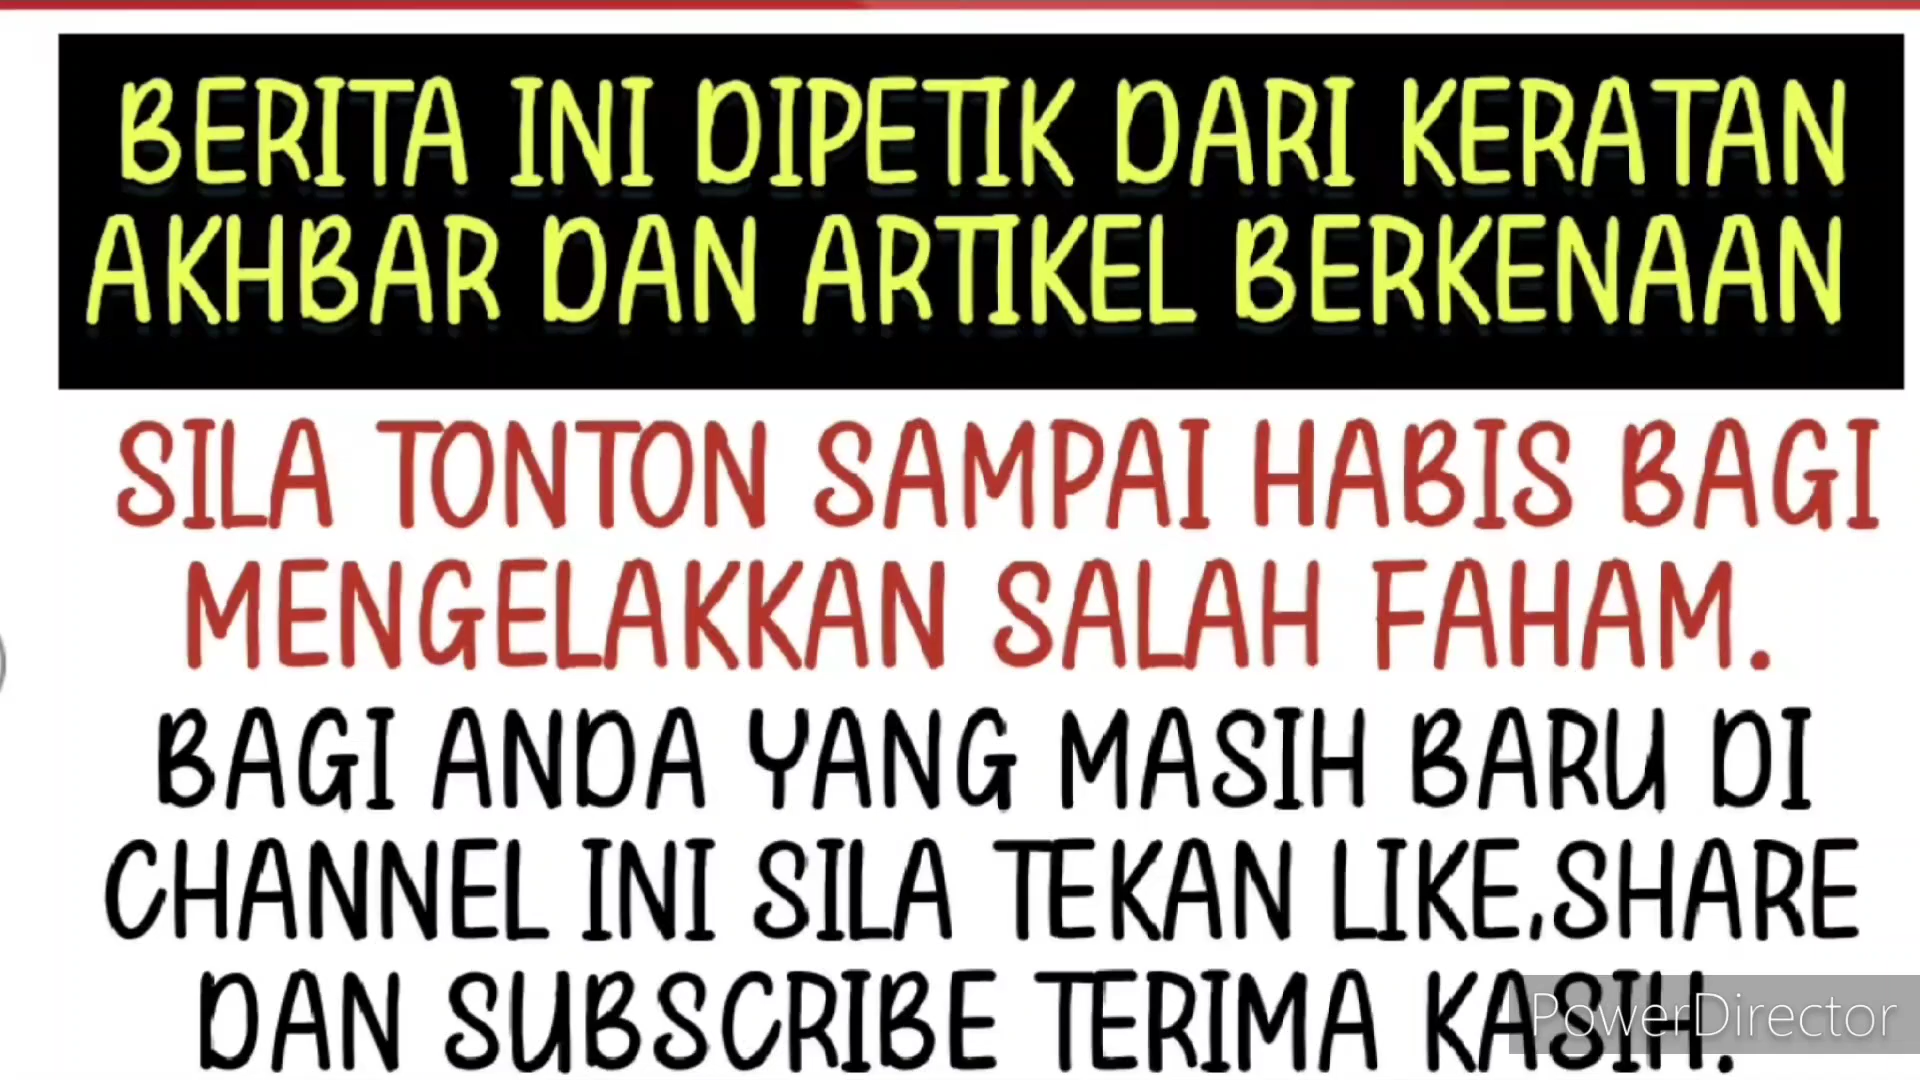 BERITA INI DIPETIK DARI KERATAN
AKHBAR DAN ARTIKEL BERKENAAN
SILA TONTON SAMPAI HABIS BAGI
MENGELAKKAN SALAH FAHAM.
BAGI ANDA YANG MASIH BARU DI
CHANNEL INI SILA TEKAN LIKE,SHARE
DAN SUBSCRIBE TERIMA KASIH.
PowerDirector